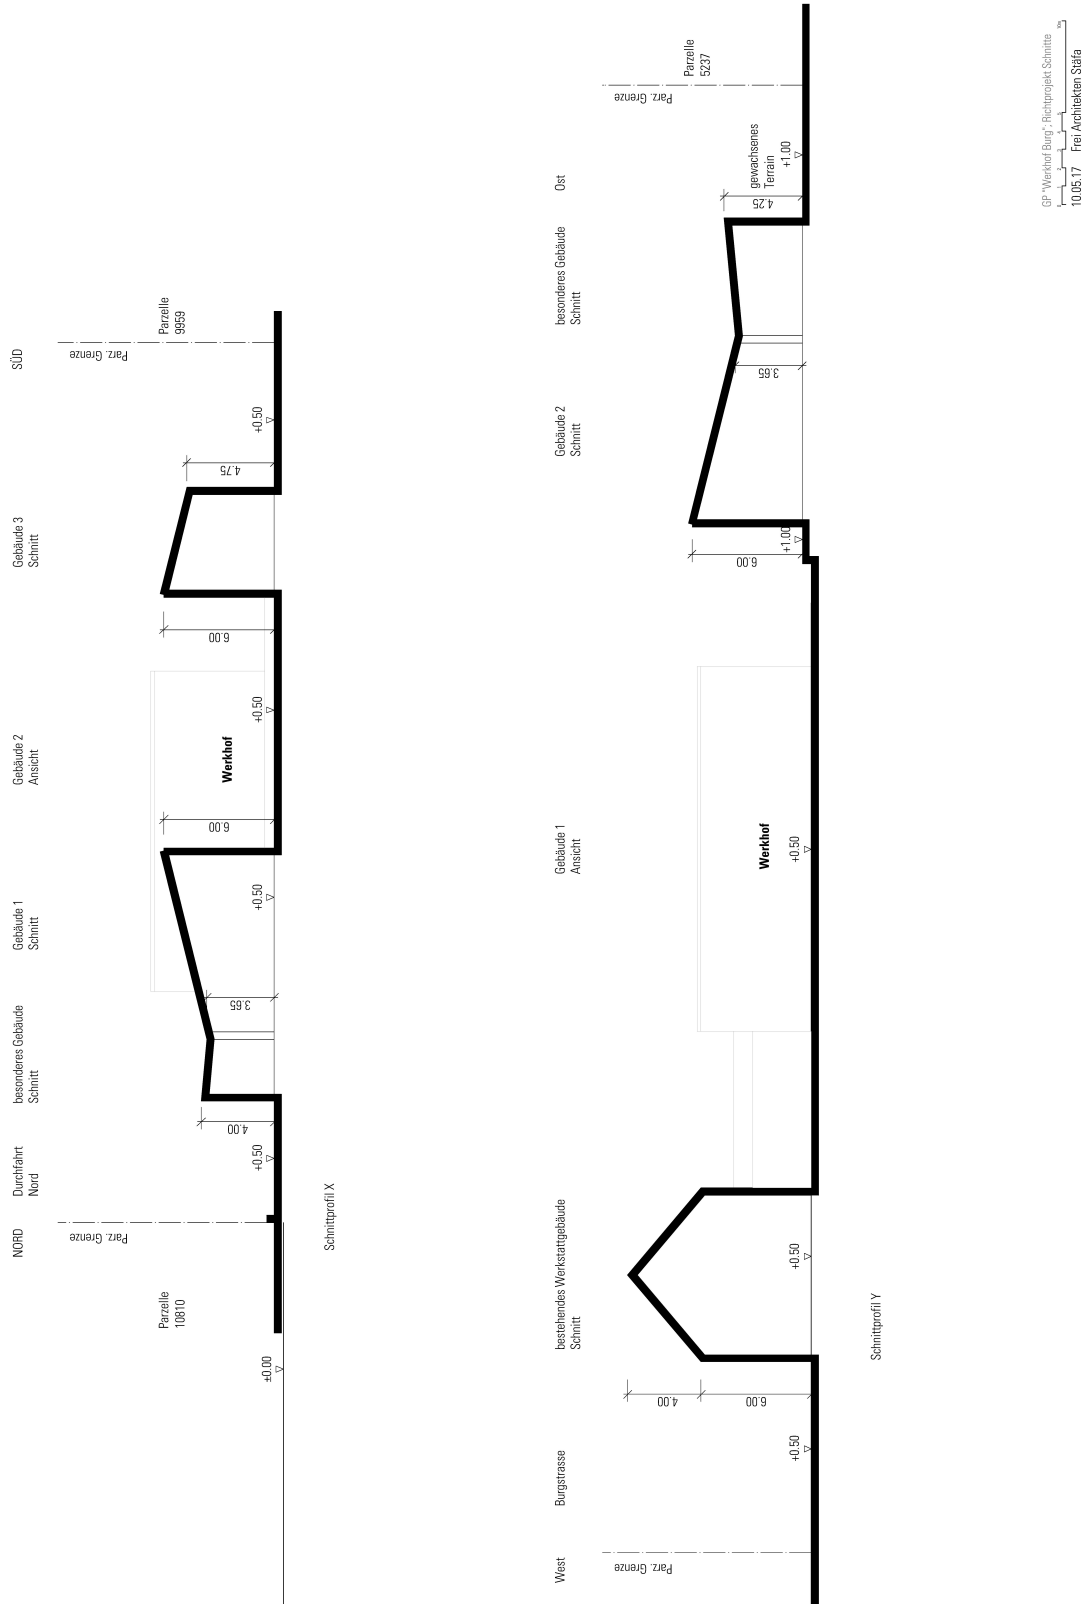 NORD
Durchfahrt
Nord
besonderes Gebäude
Schnitt
Gebäude 1
Schnitt
Gebäude 2
Ansicht
Gebäude 3
Schnitt
SÜD
Parz. Grenze
Parz. Grenze
Parzelle
10810
Parzelle
9959
4.00
3.65
6.00
Werkhof
6.00
4.75
±0.00
+0.50
+0.50
+0.50
+0.50
Schnittprofil X
West
Burgstrasse
bestehendes Werkstattgebäude
Schnitt
Gebäude 1
Ansicht
Gebäude 2
Schnitt
besonderes Gebäude
Schnitt
Ost
Parz. Grenze
Parz. Grenze
Parzelle
5237
4.00
6.00
Werkhof
6.00
3.65
4.25
gewachsenes
Terrain
+0.50
+0.50
+0.50
+1.00
+1.00
Schnittprofil Y
GP "Werkhof Burg"; Richtprojekt Schnitte
10.05.17 Frei Architekten Stäfa